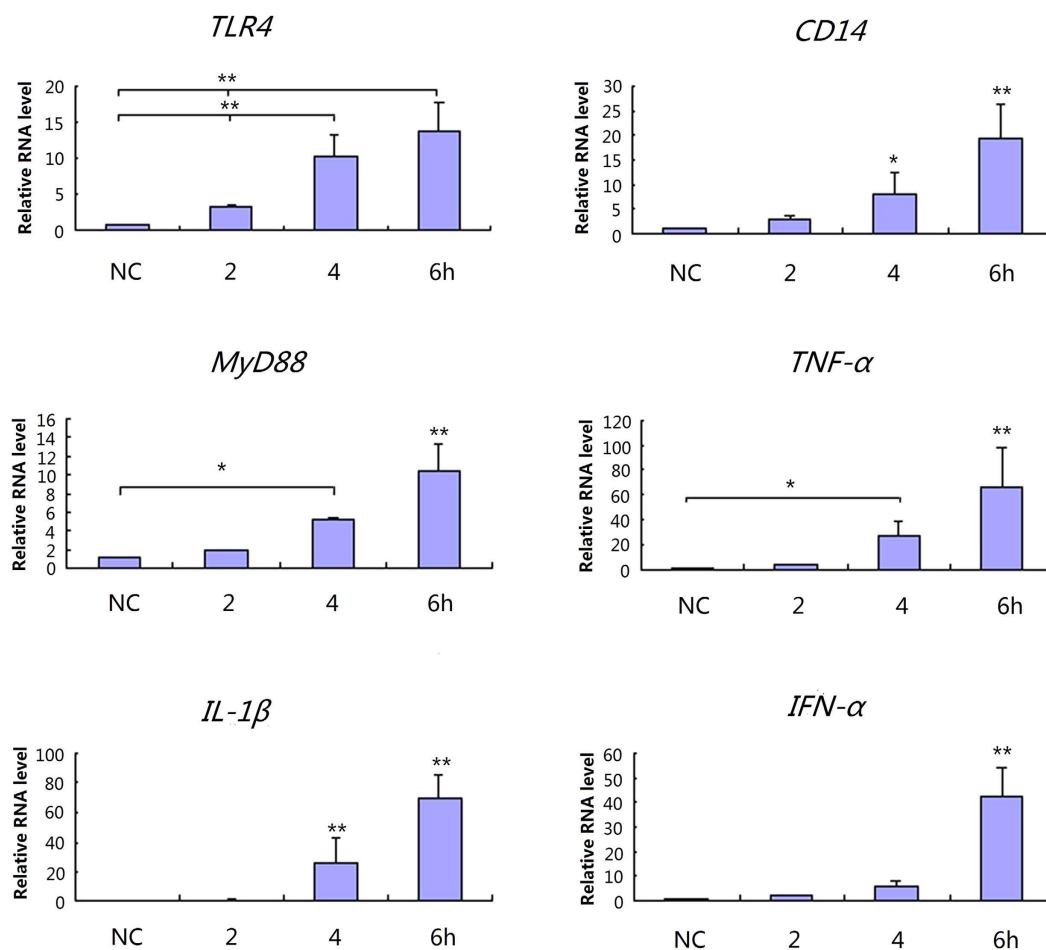 TLR4
Relative RNA level
20
15
10
5
0
**
**
NC 2 4 6h
CD14
Relative RNA level
30
25
20
15
10
5
0
*
**
NC 2 4 6h
MyD88
Relative RNA level
16
14
12
10
8
6
4
2
0
*
**
NC 2 4 6h
TNF-α
Relative RNA level
120
100
80
60
40
20
0
*
**
NC 2 4 6h
IL-1β
Relative RNA level
100
80
60
40
20
0
**
**
NC 2 4 6h
IFN-α
Relative RNA level
60
50
40
30
20
10
0
**
NC 2 4 6h